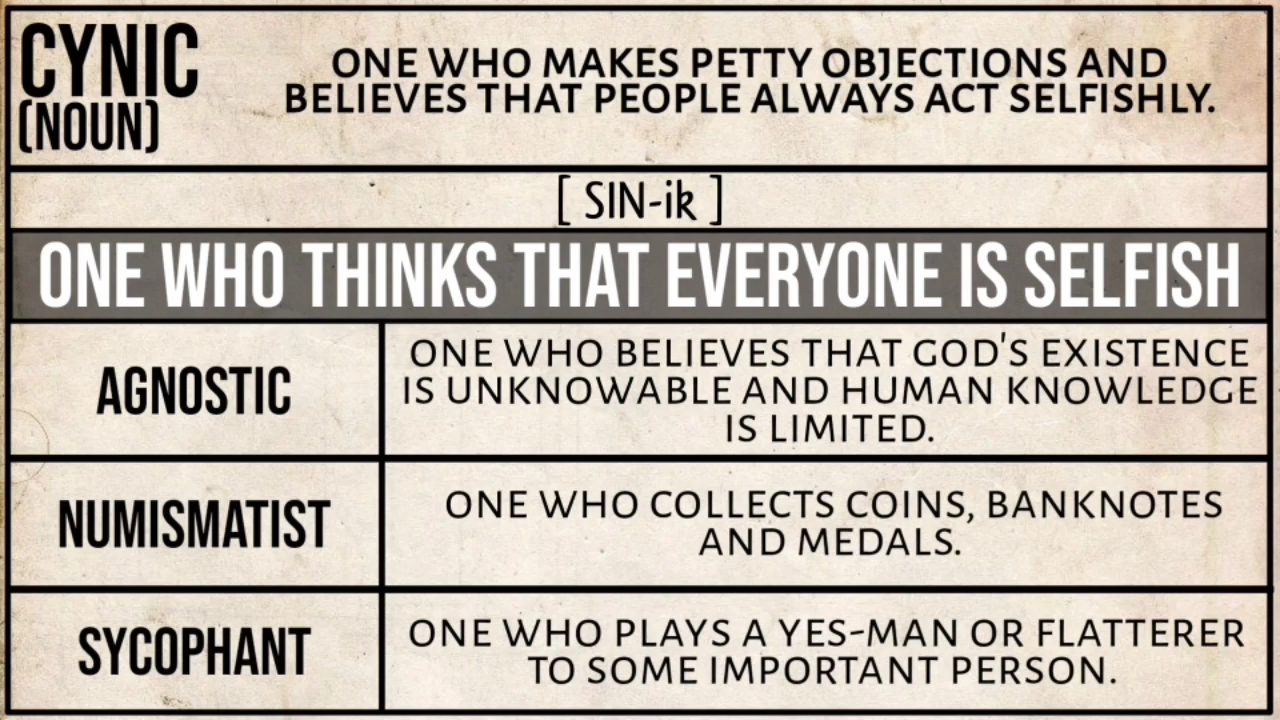 CYNIC
(NOUN)
ONE WHO MAKES PETTY OBJECTIONS AND
BELIEVES THAT PEOPLE ALWAYS ACT SELFISHLY.
[ SIN-ik ]
ONE WHO THINKS THAT EVERYONE IS SELFISH
AGNOSTIC
ONE WHO BELIEVES THAT GOD'S EXISTENCE
IS UNKNOWABLE AND HUMAN KNOWLEDGE
IS LIMITED.
NUMISMATIST
ONE WHO COLLECTS COINS, BANKNOTES
AND MEDALS.
SYCOPHANT
ONE WHO PLAYS A YES-MAN OR FLATTERER
TO SOME IMPORTANT PERSON.